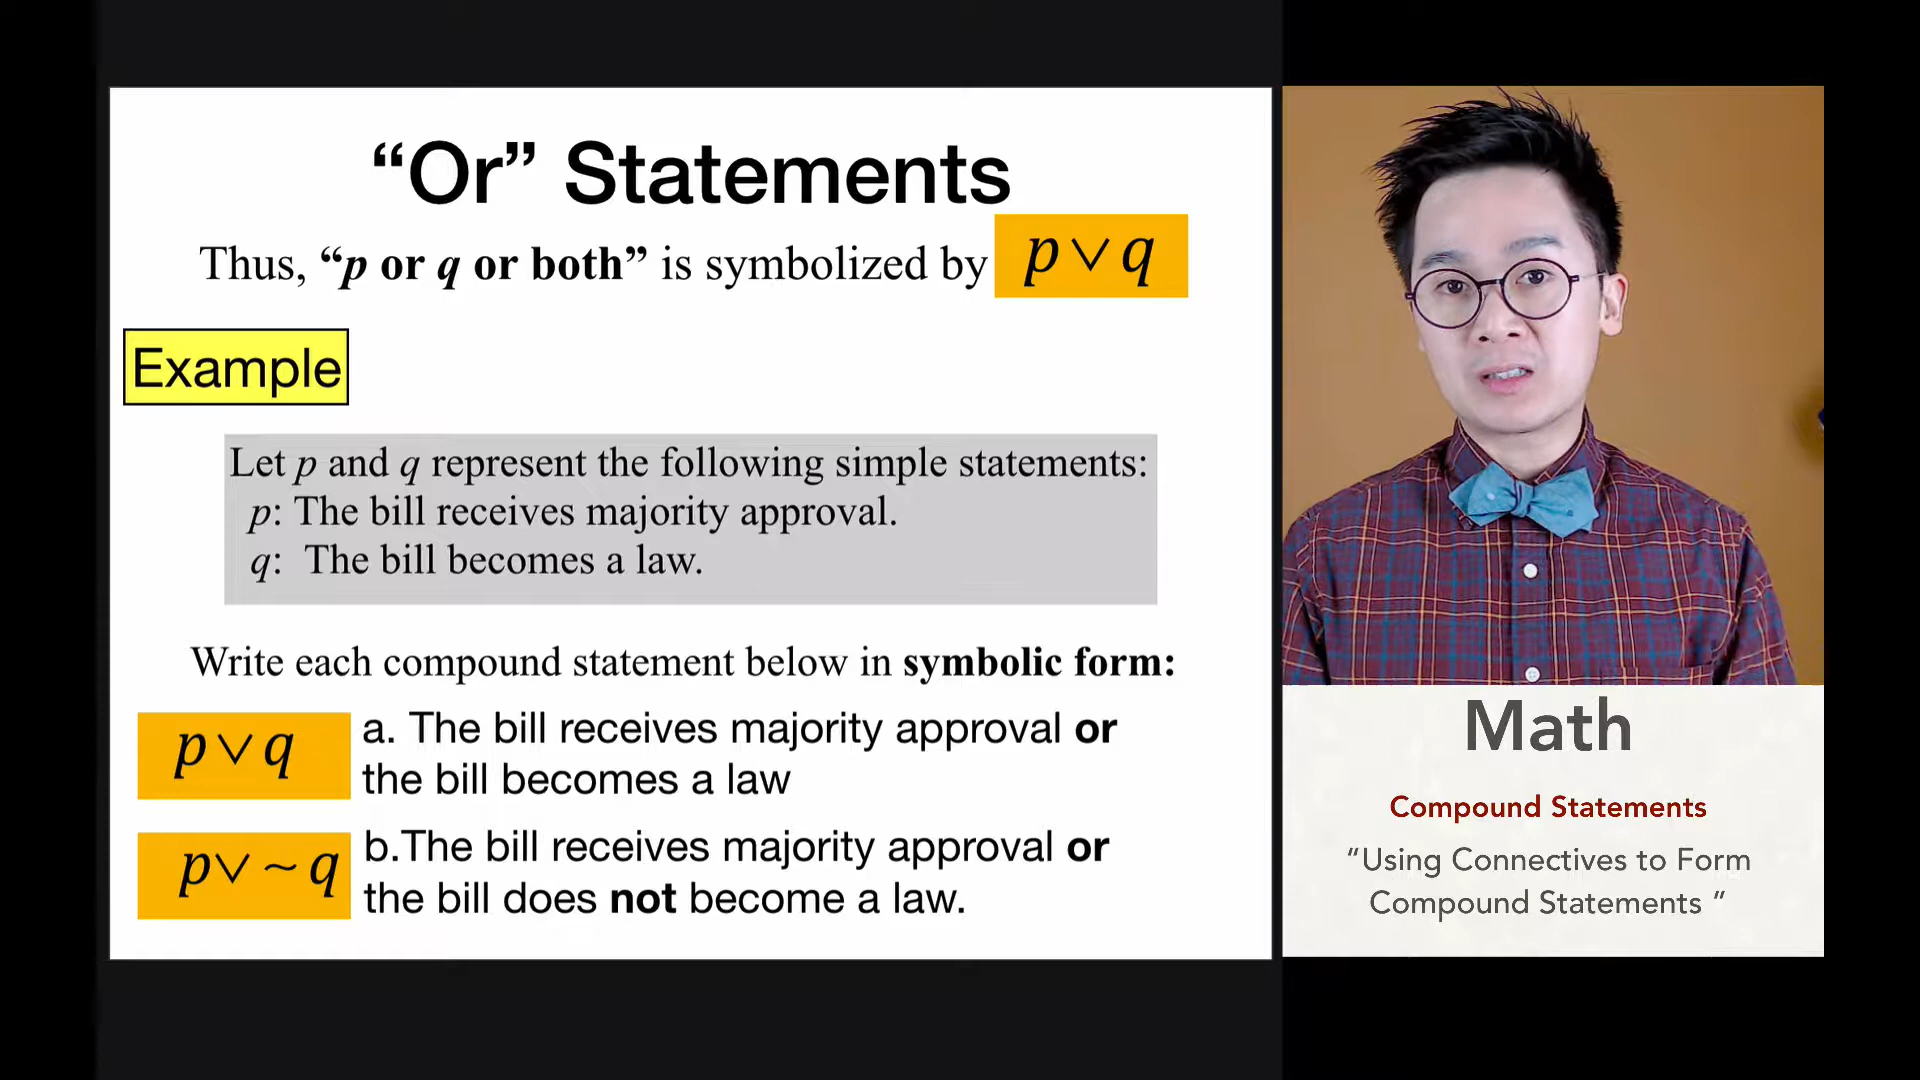 “Or” Statements
Thus, “p or q or both” is symbolized by p ∨ q
Example
Let p and q represent the following simple statements:
p: The bill receives majority approval.
q: The bill becomes a law.
Write each compound statement below in symbolic form:
p ∨ q
a. The bill receives majority approval or
the bill becomes a law
p ∨ ~ q
b.The bill receives majority approval or
the bill does not become a law.
Math
Compound Statements
“Using Connectives to Form
Compound Statements ”